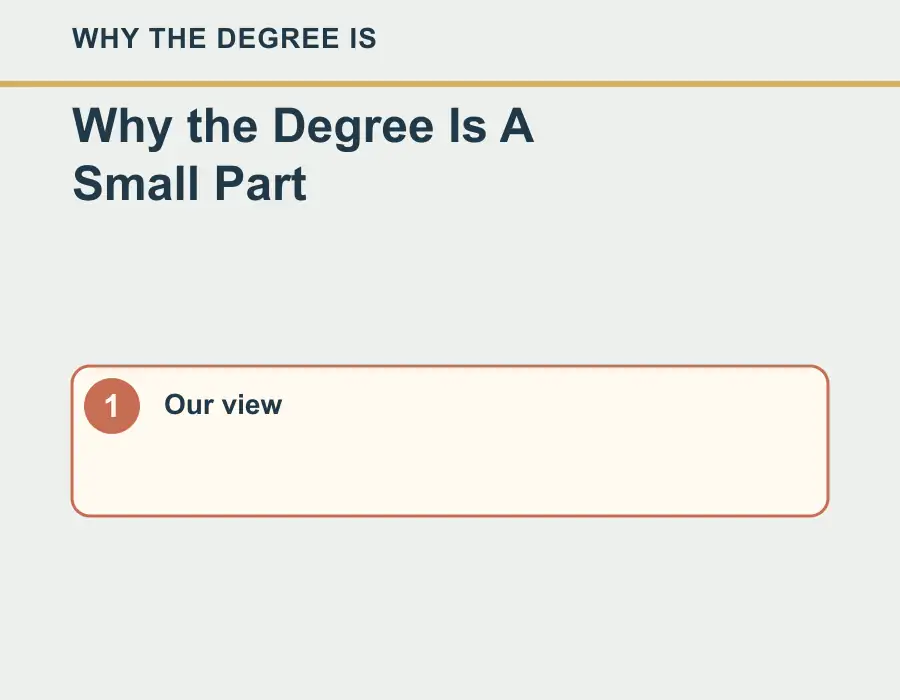 WHY THE DEGREE IS
Why the Degree Is A
Small Part
1
Our view